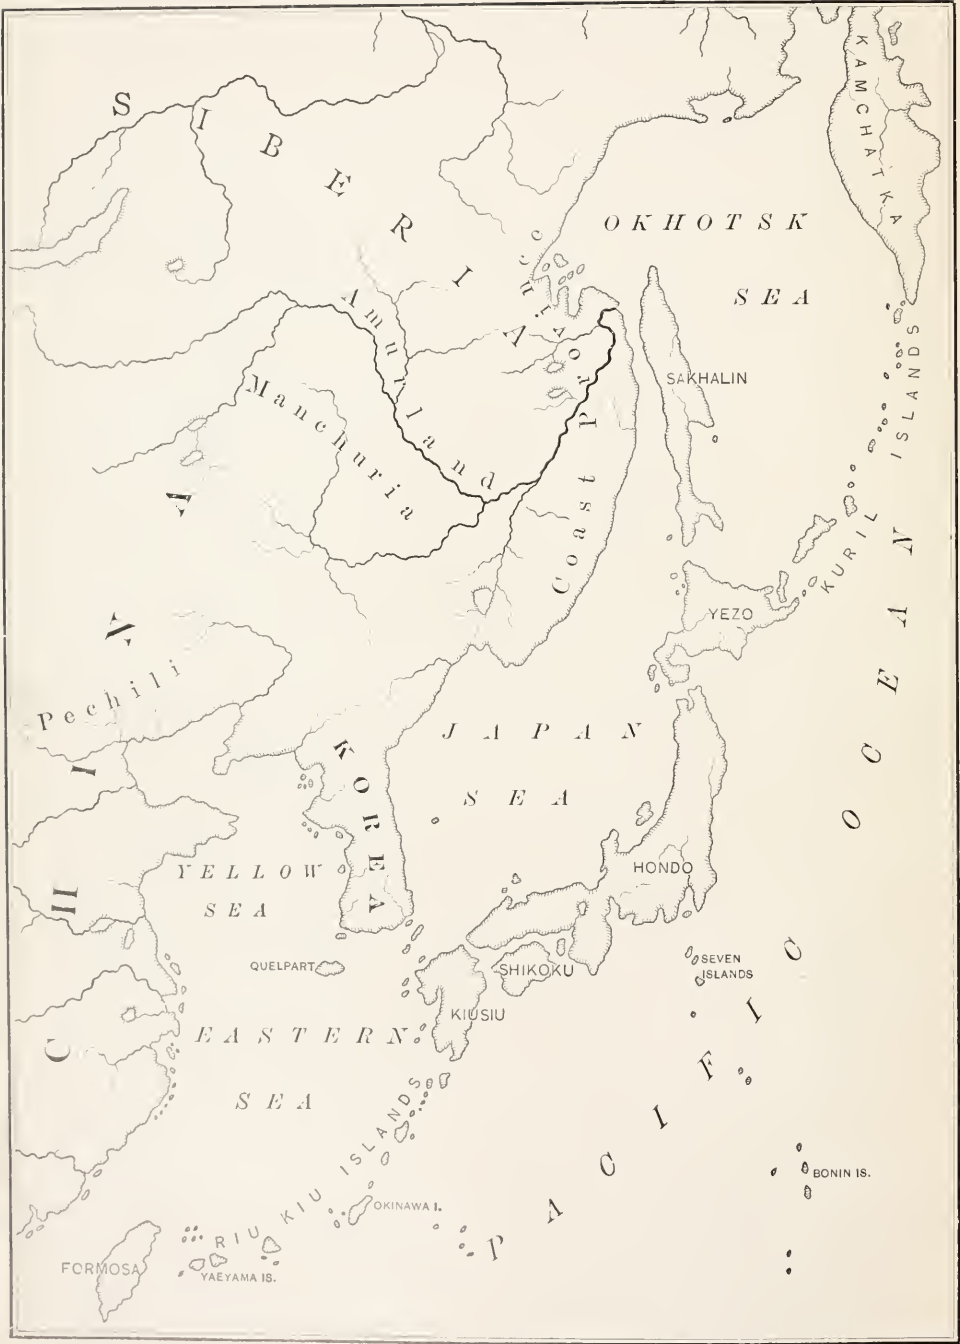 SIBERIA
KAMCHATKA
OKHOTSK
SEA
Amurland
Coast Province
SAKHALIN
Manchuria
KURIL ISLANDS
YEZO
CHINA
Pechili
KOREA
JAPAN
SEA
HONDO
YELLOW
SEA
QUELPART
SHIKOKU
KIUSIU
SEVEN
ISLANDS
EASTERN
SEA
PACIFIC OCEAN
RIU KIU ISLANDS
OKINAWA I.
BONIN IS.
FORMOSA
YAEYAMA IS.